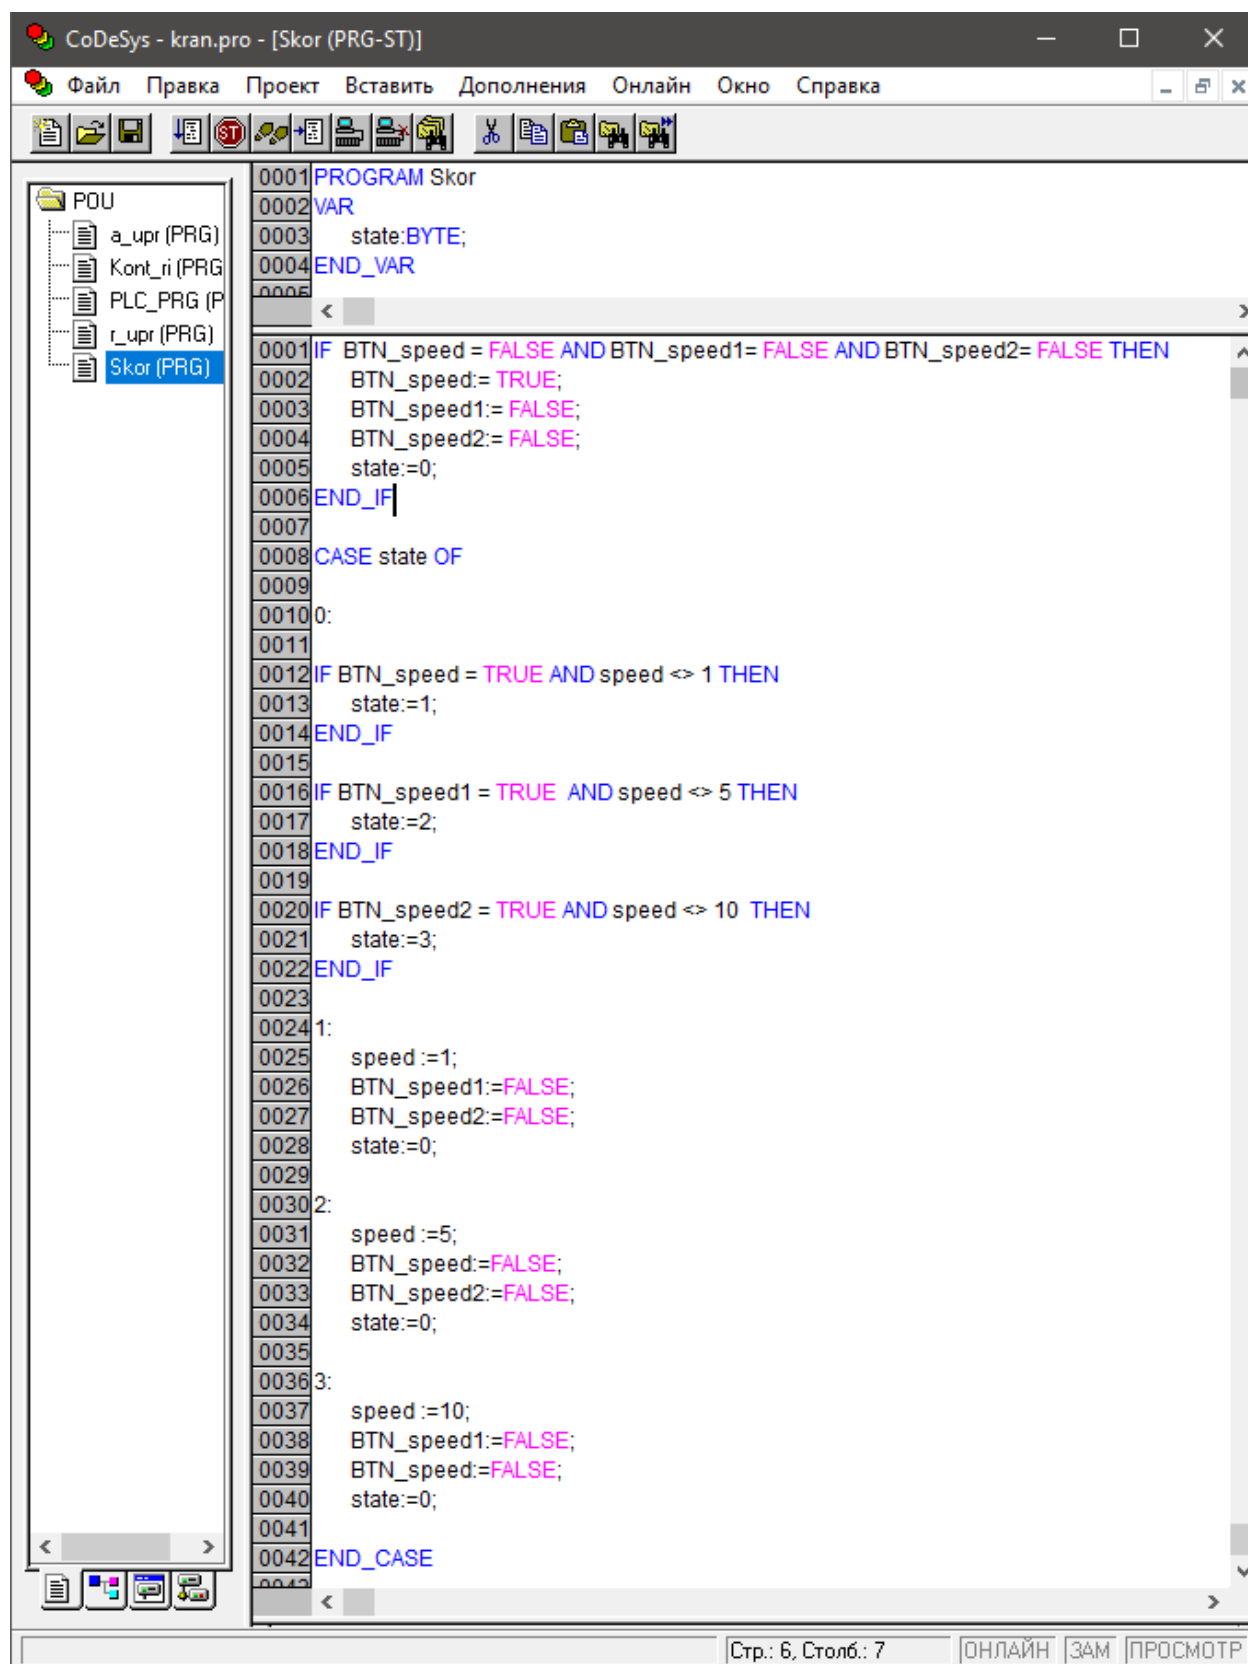 CoDeSys - kran.pro - [Skor (PRG-ST)]
Файл Правка Проект Вставить Дополнения Онлайн Окно Справка
POU
a_upr (PRG)
Kont_ri (PRG
PLC_PRG (P
r_upr (PRG)
Skor (PRG)
0001 PROGRAM Skor
0002 VAR
0003 state:BYTE;
0004 END_VAR
0005
0001 IF BTN_speed = FALSE AND BTN_speed1= FALSE AND BTN_speed2= FALSE THEN
0002 BTN_speed:= TRUE;
0003 BTN_speed1:= FALSE;
0004 BTN_speed2:= FALSE;
0005 state:=0;
0006 END_IF
0007
0008 CASE state OF
0009
0010 0:
0011
0012 IF BTN_speed = TRUE AND speed <> 1 THEN
0013 state:=1;
0014 END_IF
0015
0016 IF BTN_speed1 = TRUE AND speed <> 5 THEN
0017 state:=2;
0018 END_IF
0019
0020 IF BTN_speed2 = TRUE AND speed <> 10 THEN
0021 state:=3;
0022 END_IF
0023
0024 1:
0025 speed :=1;
0026 BTN_speed1:=FALSE;
0027 BTN_speed2:=FALSE;
0028 state:=0;
0029
0030 2:
0031 speed :=5;
0032 BTN_speed:=FALSE;
0033 BTN_speed2:=FALSE;
0034 state:=0;
0035
0036 3:
0037 speed :=10;
0038 BTN_speed1:=FALSE;
0039 BTN_speed:=FALSE;
0040 state:=0;
0041
0042 END_CASE
0043
Стр.: 6, Столб.: 7 ОНЛАЙН ЗАМ ПРОСМОТР